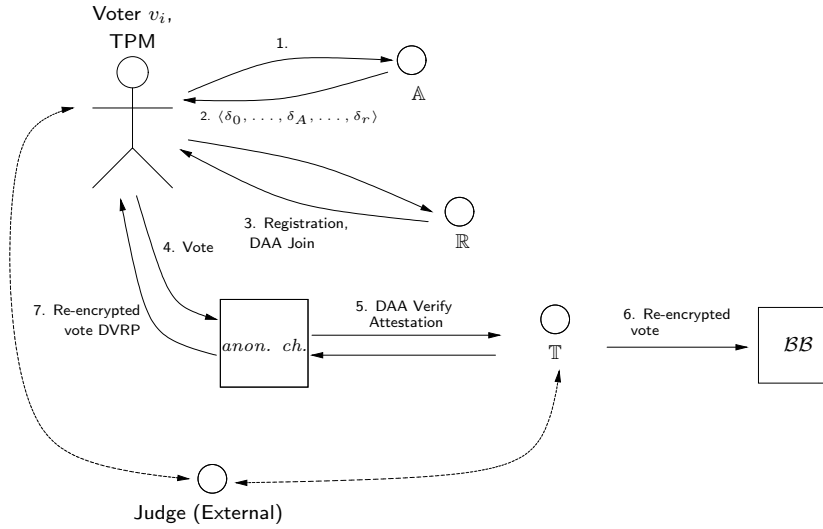 Voter v_i,
TPM
1.
𝔸
2. ⟨δ_0, . . . , δ_A, . . . , δ_r⟩
3. Registration,
DAA Join
ℝ
4. Vote
7. Re-encrypted
vote DVRP
anon. ch.
5. DAA Verify
Attestation
𝕋
6. Re-encrypted
vote
ℬℬ
Judge (External)